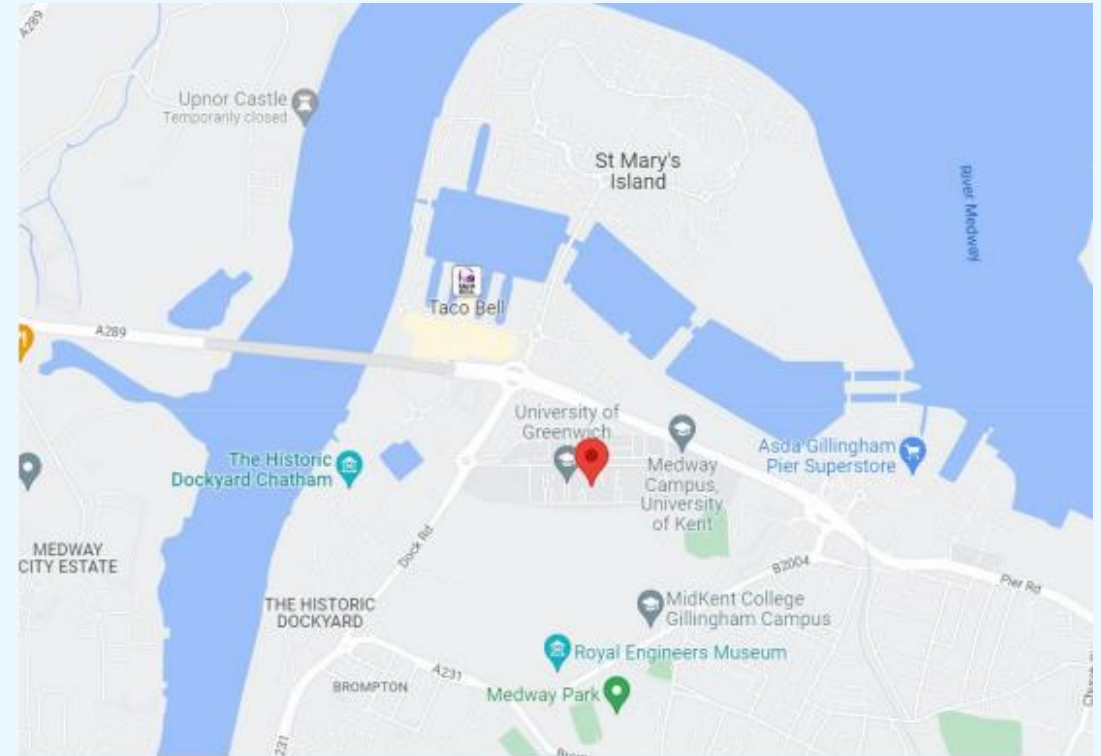 A289
Upnor Castle
Temporarily closed
St Mary's
Island
River Medway
Taco Bell
A289
University of
Greenwich
The Historic
Dockyard Chatham
Medway
Campus,
University
of Kent
Asda Gillingham
Pier Superstore
MEDWAY
CITY ESTATE
Dock Rd
B2004
Pier Rd
THE HISTORIC
DOCKYARD
MidKent College
Gillingham Campus
Royal Engineers Museum
A231
BROMPTON
Medway Park